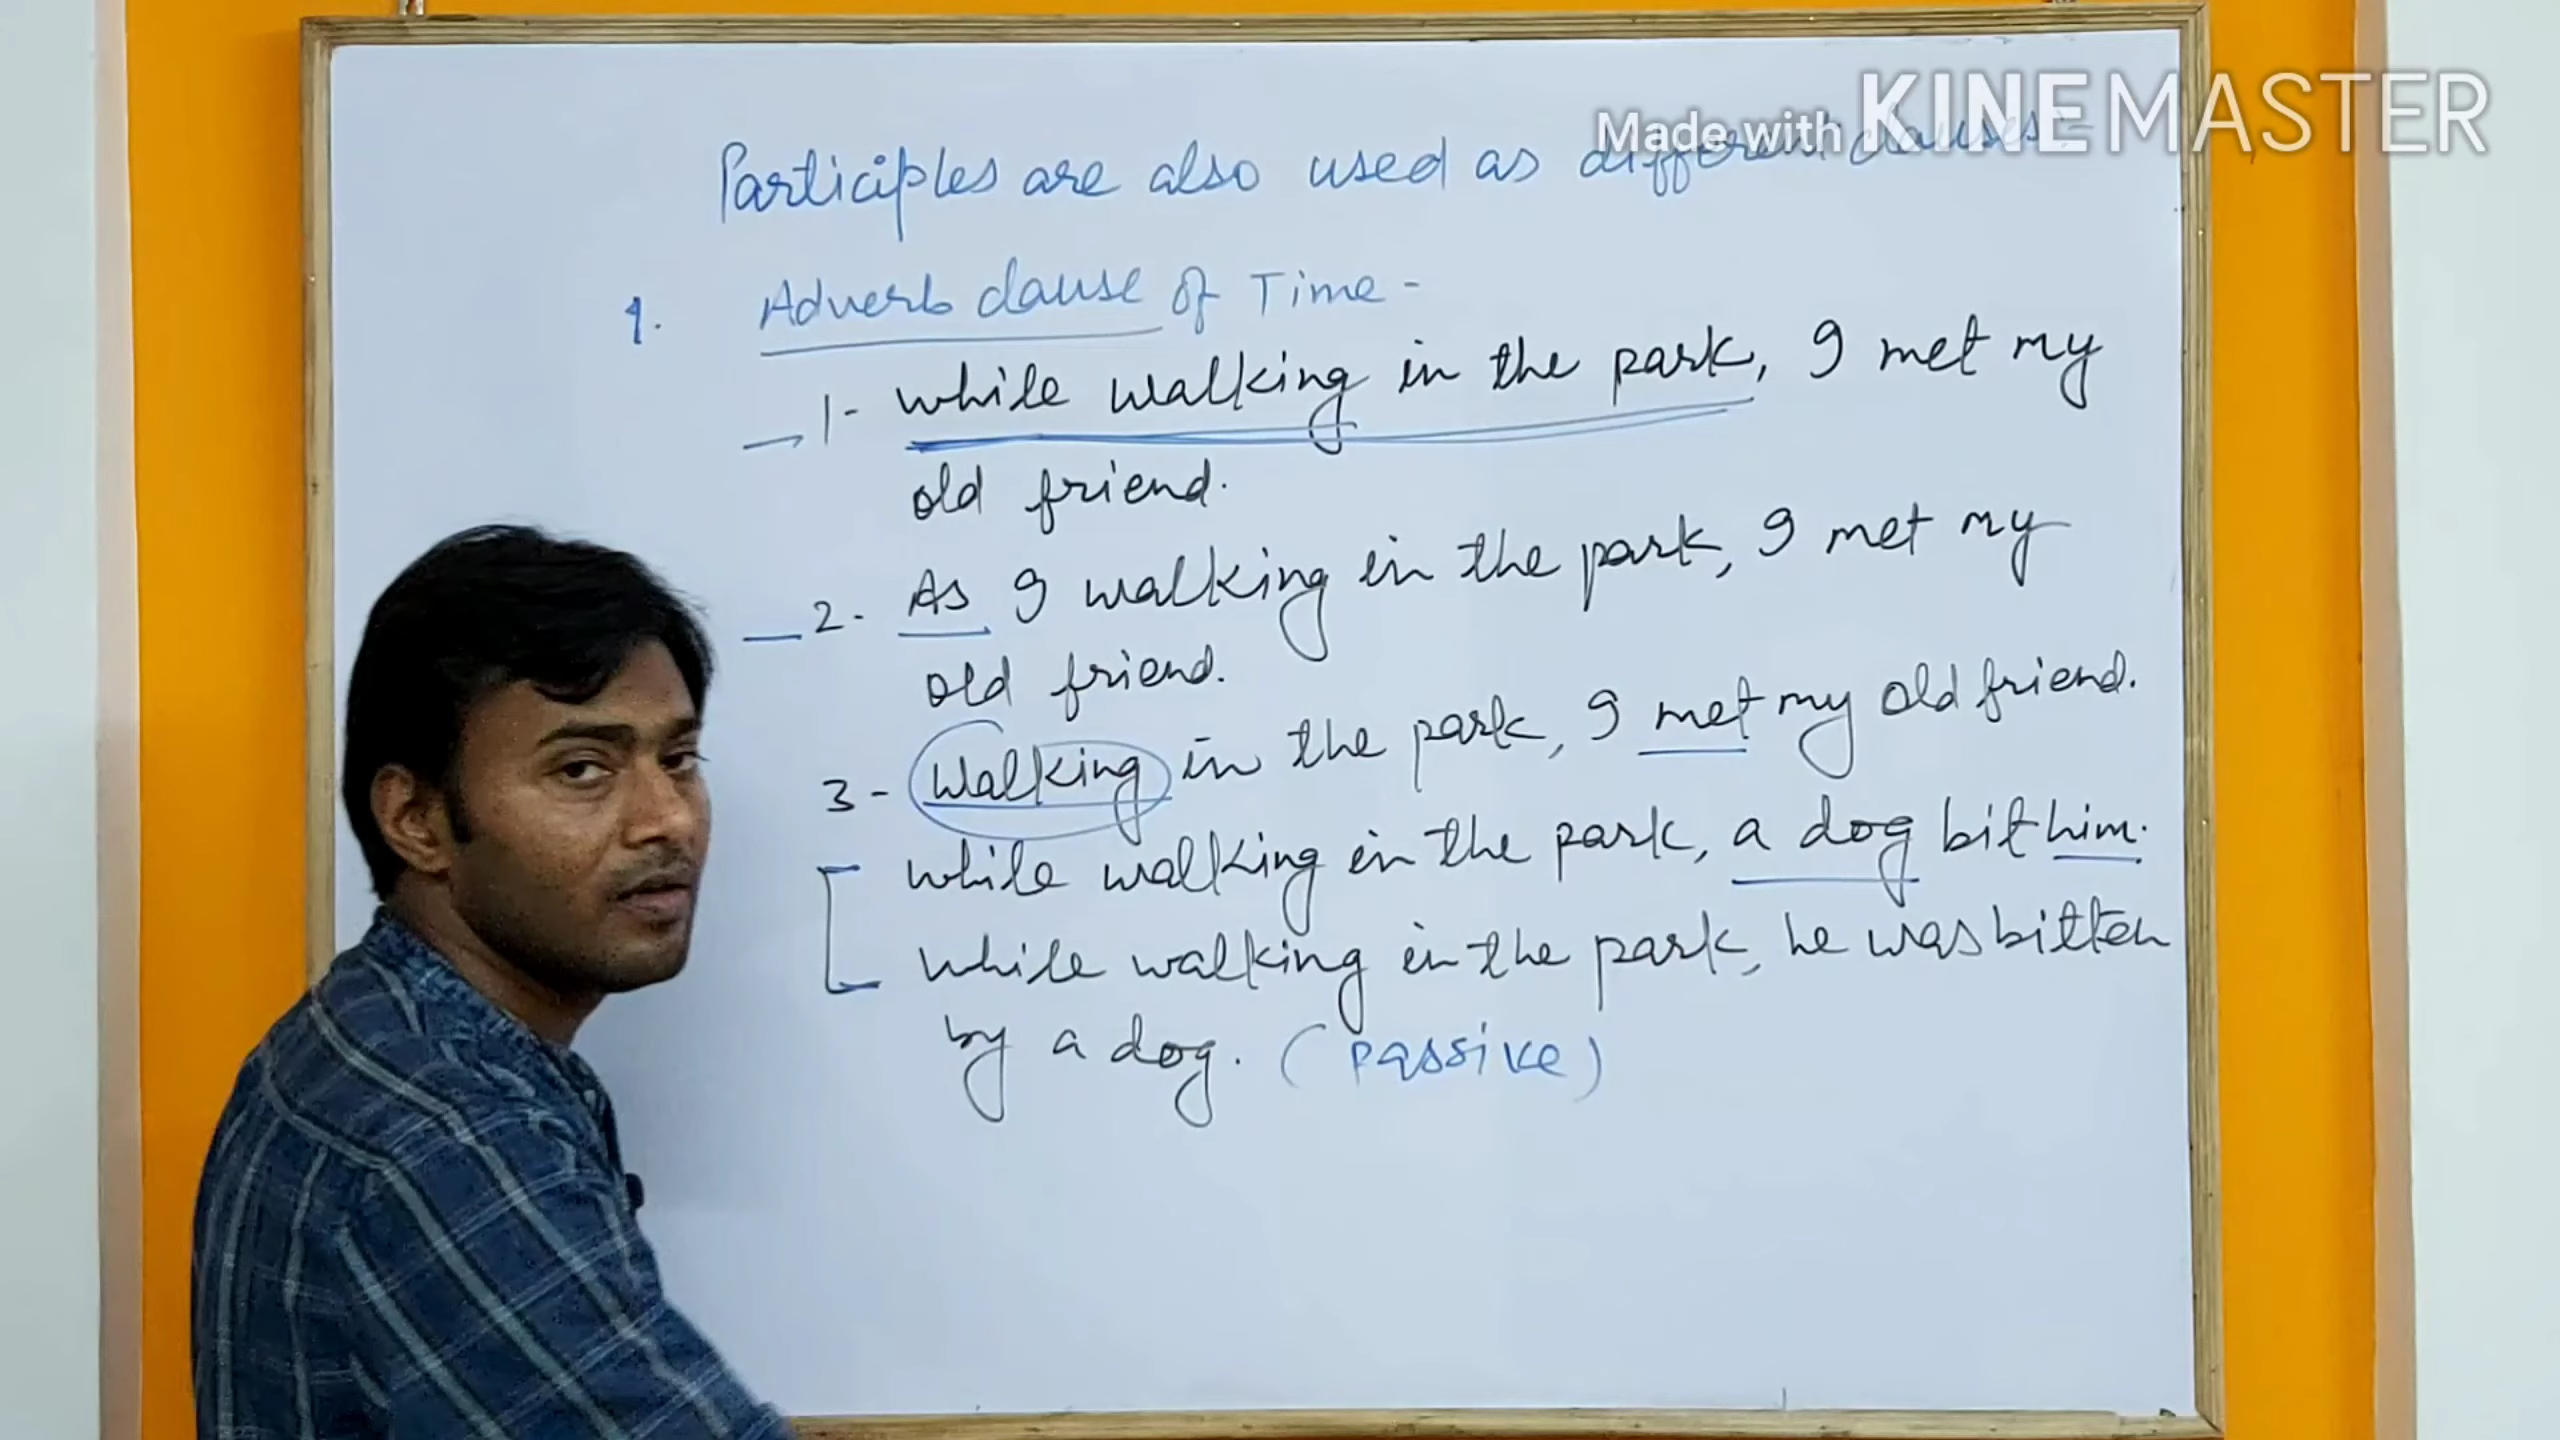 Made with KINEMASTER
Participles are also used as different clauses:-
1. Adverb clause of Time -
1- while walking in the park, I met my
old friend.
2- As I walking in the park, I met my
old friend.
3- Walking in the park, I met my old friend.
while walking in the park, a dog bit him.
while walking in the park, he was bitten
by a dog. (Passive)